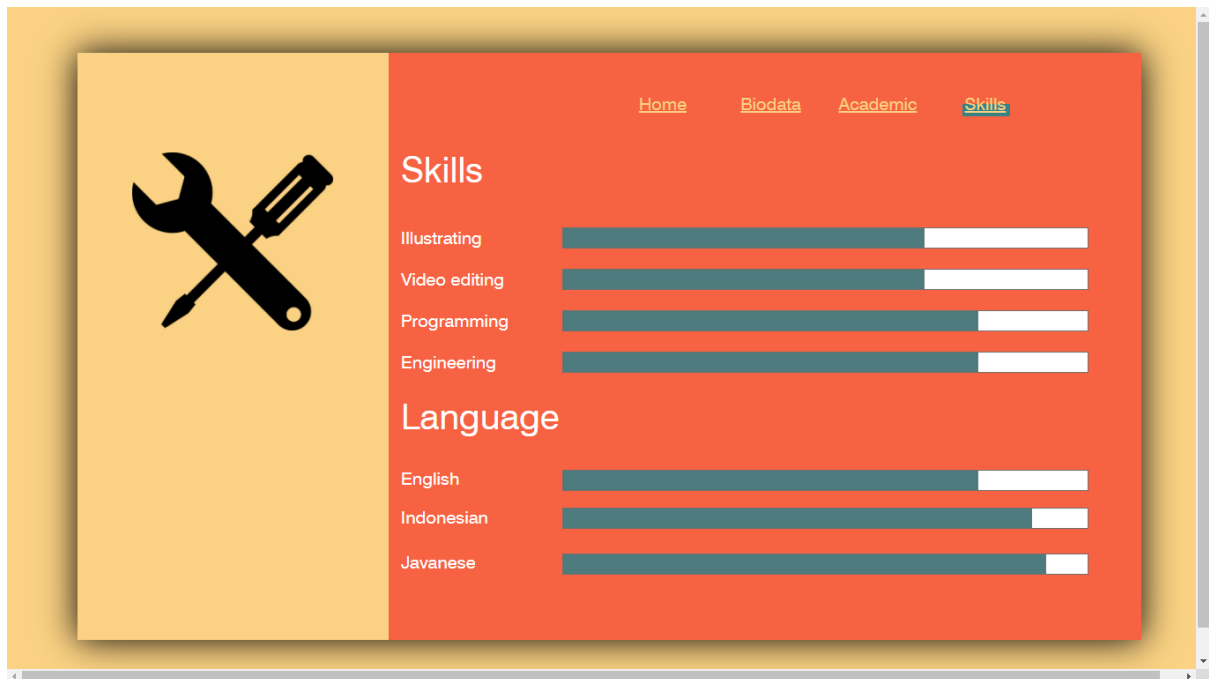 Home Biodata Academic Skills
Skills
Illustrating
Video editing
Programming
Engineering
Language
English
Indonesian
Javanese